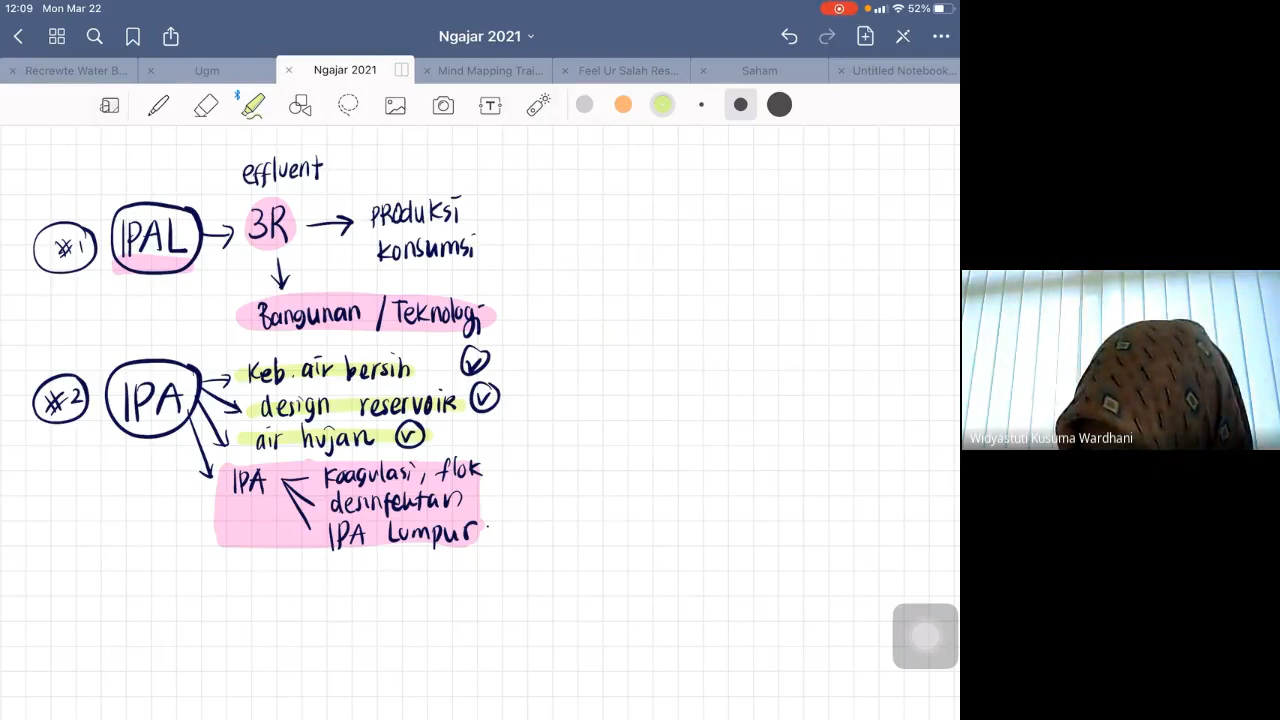 12:09 Mon Mar 22
52%
Ngajar 2021
Recrewte Water B...
Ugm
Ngajar 2021
Mind Mapping Trai...
Feel Ur Salah Res...
Saham
Untitled Notebook...
effluent
#1 IPAL → 3R → PRODUKSI
KONSUMSI
Bangunan / Teknologi
#2 IPA
Keb. air bersih
design reservoir
air hujan
IPA
Koagulasi, flok
desinfektan
IPA Lumpur
Widyastuti Kusuma Wardhani